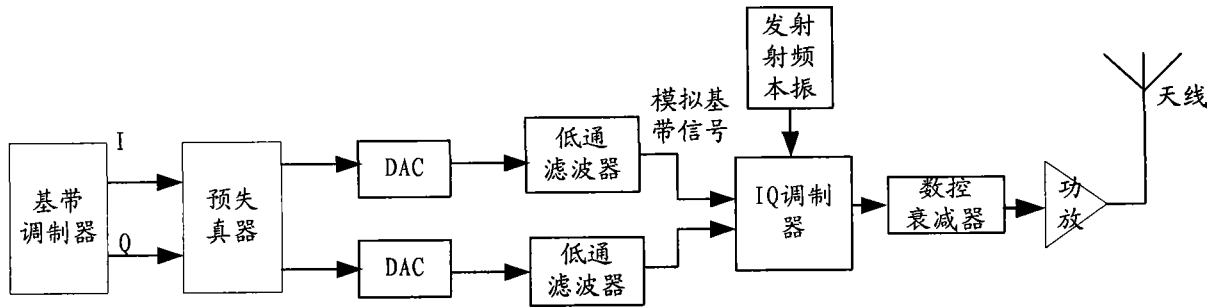 基带
调制器
I
Q
预失
真器
DAC
DAC
低通
滤波器
低通
滤波器
模拟基
带信号
发射
射频
本振
IQ调制
器
数控
衰减器
功放
天线